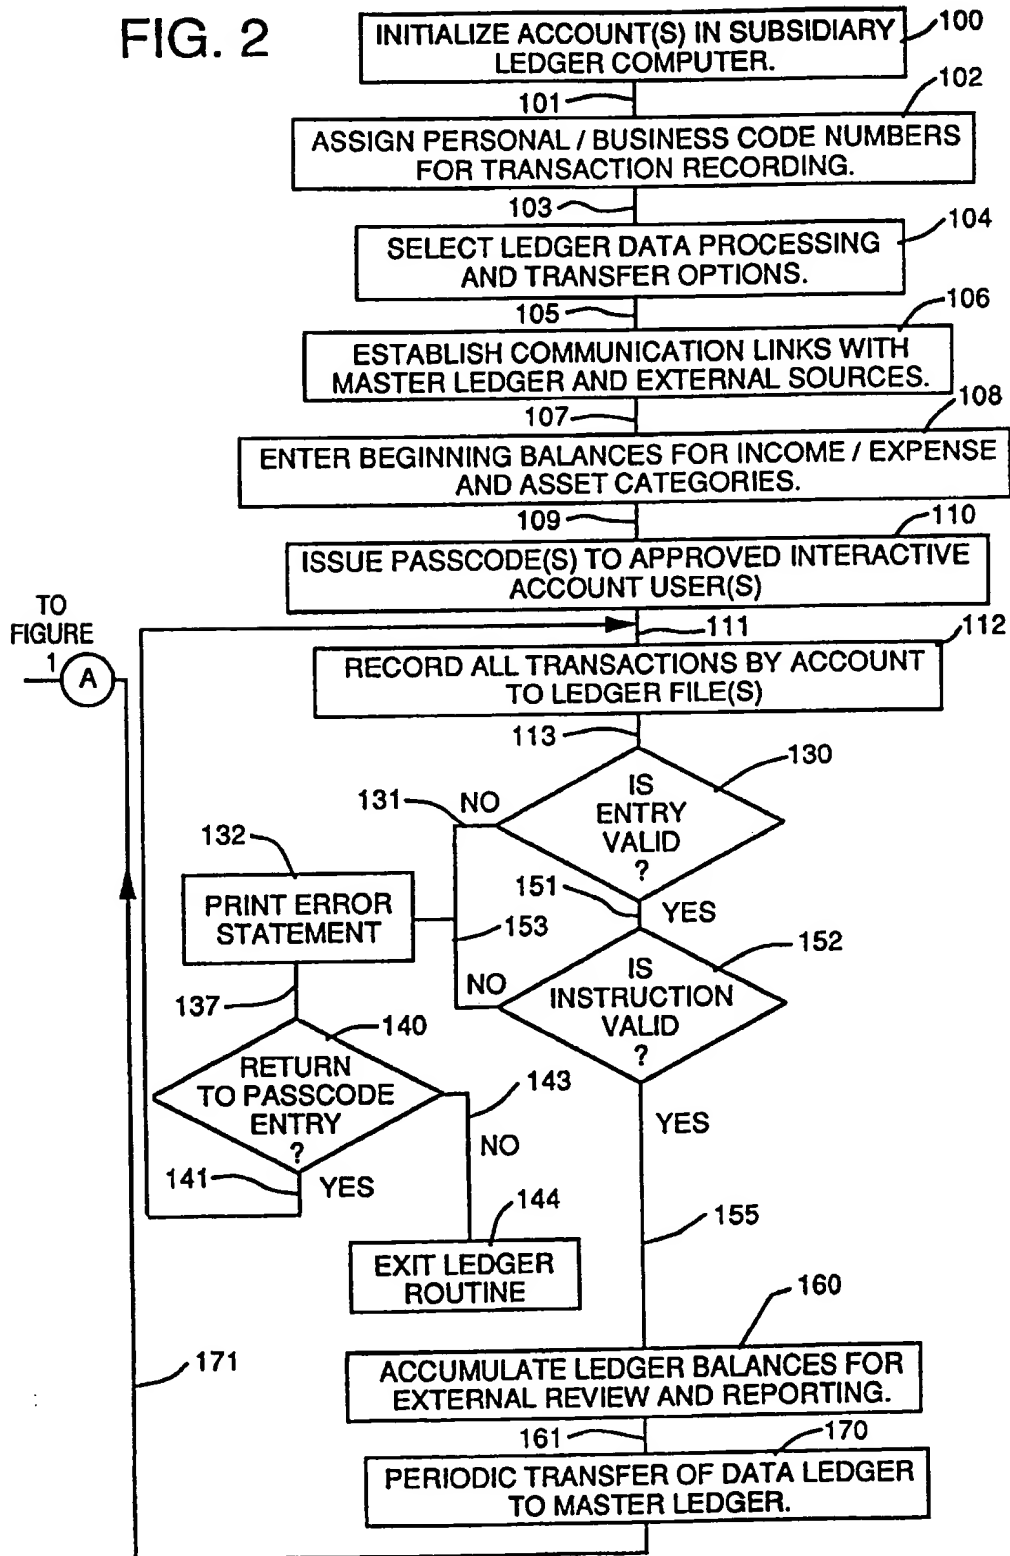 FIG. 2
INITIALIZE ACCOUNT(S) IN SUBSIDIARY
LEDGER COMPUTER.
100
101
102
ASSIGN PERSONAL / BUSINESS CODE NUMBERS
FOR TRANSACTION RECORDING.
103
104
SELECT LEDGER DATA PROCESSING
AND TRANSFER OPTIONS.
105
106
ESTABLISH COMMUNICATION LINKS WITH
MASTER LEDGER AND EXTERNAL SOURCES.
107
108
ENTER BEGINNING BALANCES FOR INCOME / EXPENSE
AND ASSET CATEGORIES.
109
110
ISSUE PASSCODE(S) TO APPROVED INTERACTIVE
ACCOUNT USER(S)
TO
FIGURE
1
A
111
112
RECORD ALL TRANSACTIONS BY ACCOUNT
TO LEDGER FILE(S)
113
130
IS
ENTRY
VALID
?
131
NO
132
PRINT ERROR
STATEMENT
151
YES
153
152
IS
INSTRUCTION
VALID
?
NO
137
140
RETURN
TO PASSCODE
ENTRY
?
143
NO
YES
141
YES
144
EXIT LEDGER
ROUTINE
155
160
ACCUMULATE LEDGER BALANCES FOR
EXTERNAL REVIEW AND REPORTING.
171
161
170
PERIODIC TRANSFER OF DATA LEDGER
TO MASTER LEDGER.